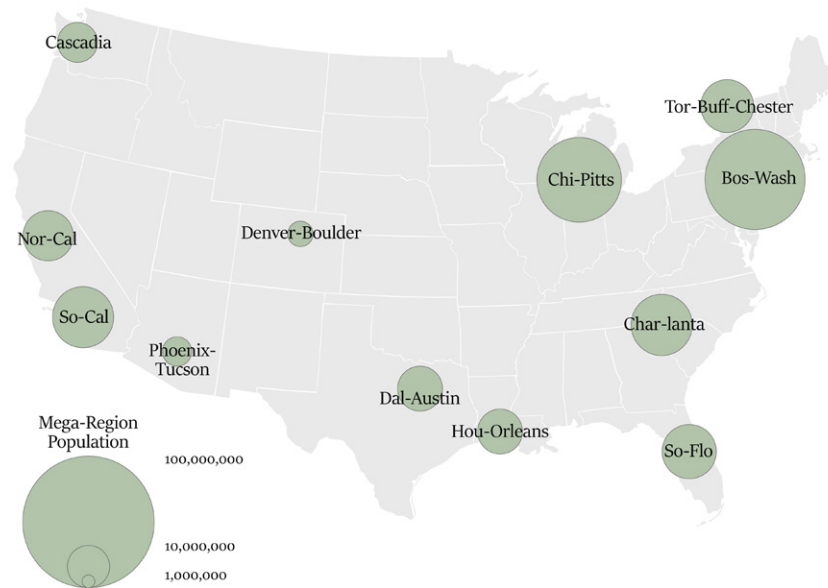 Cascadia
Tor-Buff-Chester
Chi-Pitts
Bos-Wash
Nor-Cal
Denver-Boulder
So-Cal
Char-lanta
Phoenix-
Tucson
Dal-Austin
Hou-Orleans
So-Flo
Mega-Region
Population
100,000,000
10,000,000
1,000,000